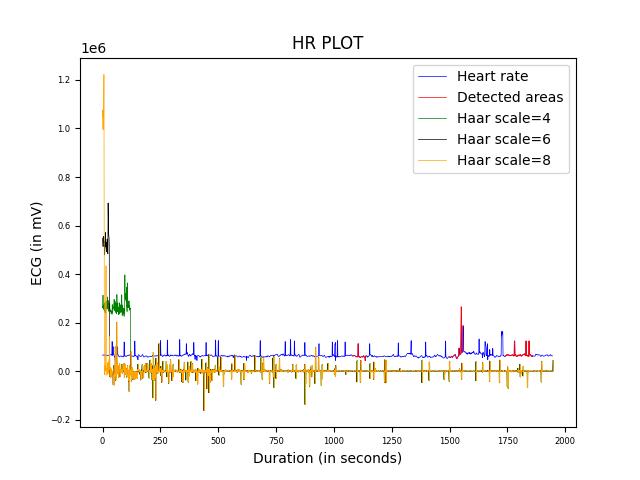 HR PLOT
1e6
Heart rate
Detected areas
Haar scale=4
Haar scale=6
Haar scale=8
1.2
1.0
0.8
0.6
0.4
0.2
0.0
−0.2
ECG (in mV)
0 250 500 750 1000 1250 1500 1750 2000
Duration (in seconds)